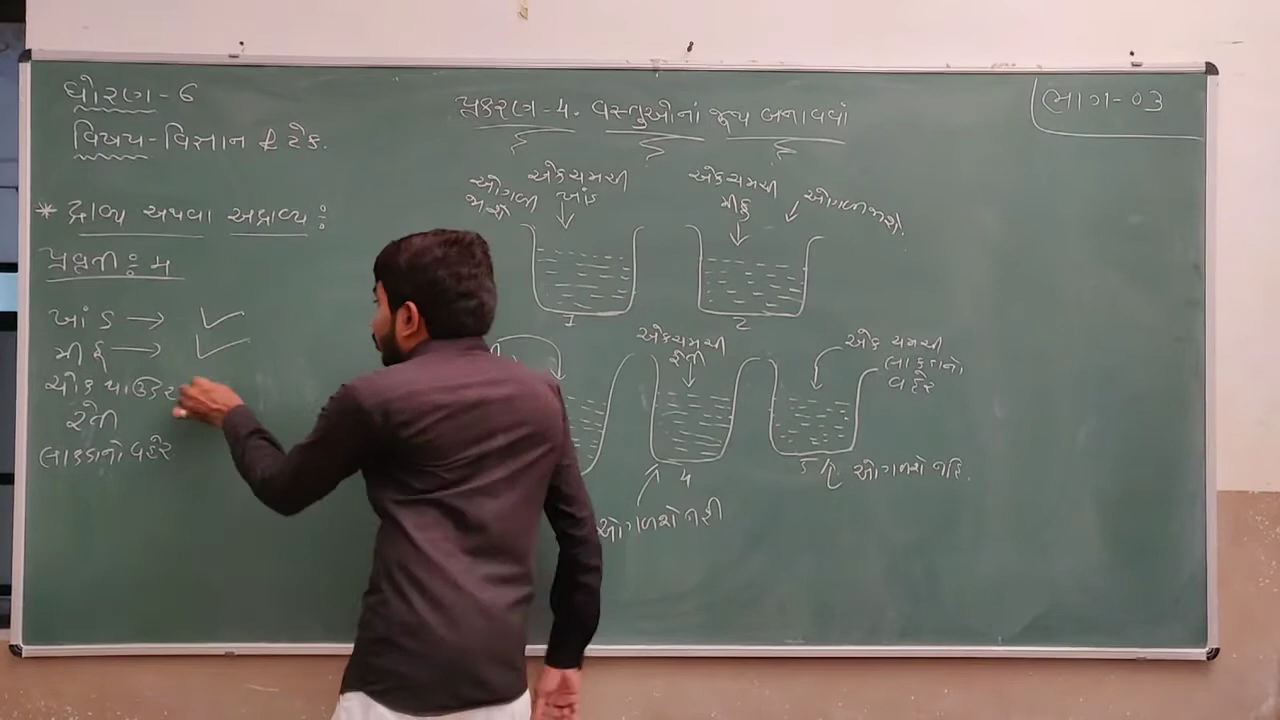 ધોરણ-6
વિષય-વિજ્ઞાન & ટેક.
પ્રકરણ-4. વસ્તુઓનાં જૂથ બનાવવાં
ભાગ-03
* દ્રાવ્ય અથવા અદ્રાવ્ય :
પ્રવૃત્તિ : 4
ખાંડ →
મીઠું →
ચોક પાઉડર
રેતી
લાકડાનો વહેર
એક ચમચી
ખાંડ
ઓગળી
જશે
1
એક ચમચી
મીઠું
ઓગળી જશે.
2
એક ચમચી
રેતી
4
ઓગળશે નહી
એક ચમચી
લાકડાનો
વહેર
5
ઓગળશે નહિ.